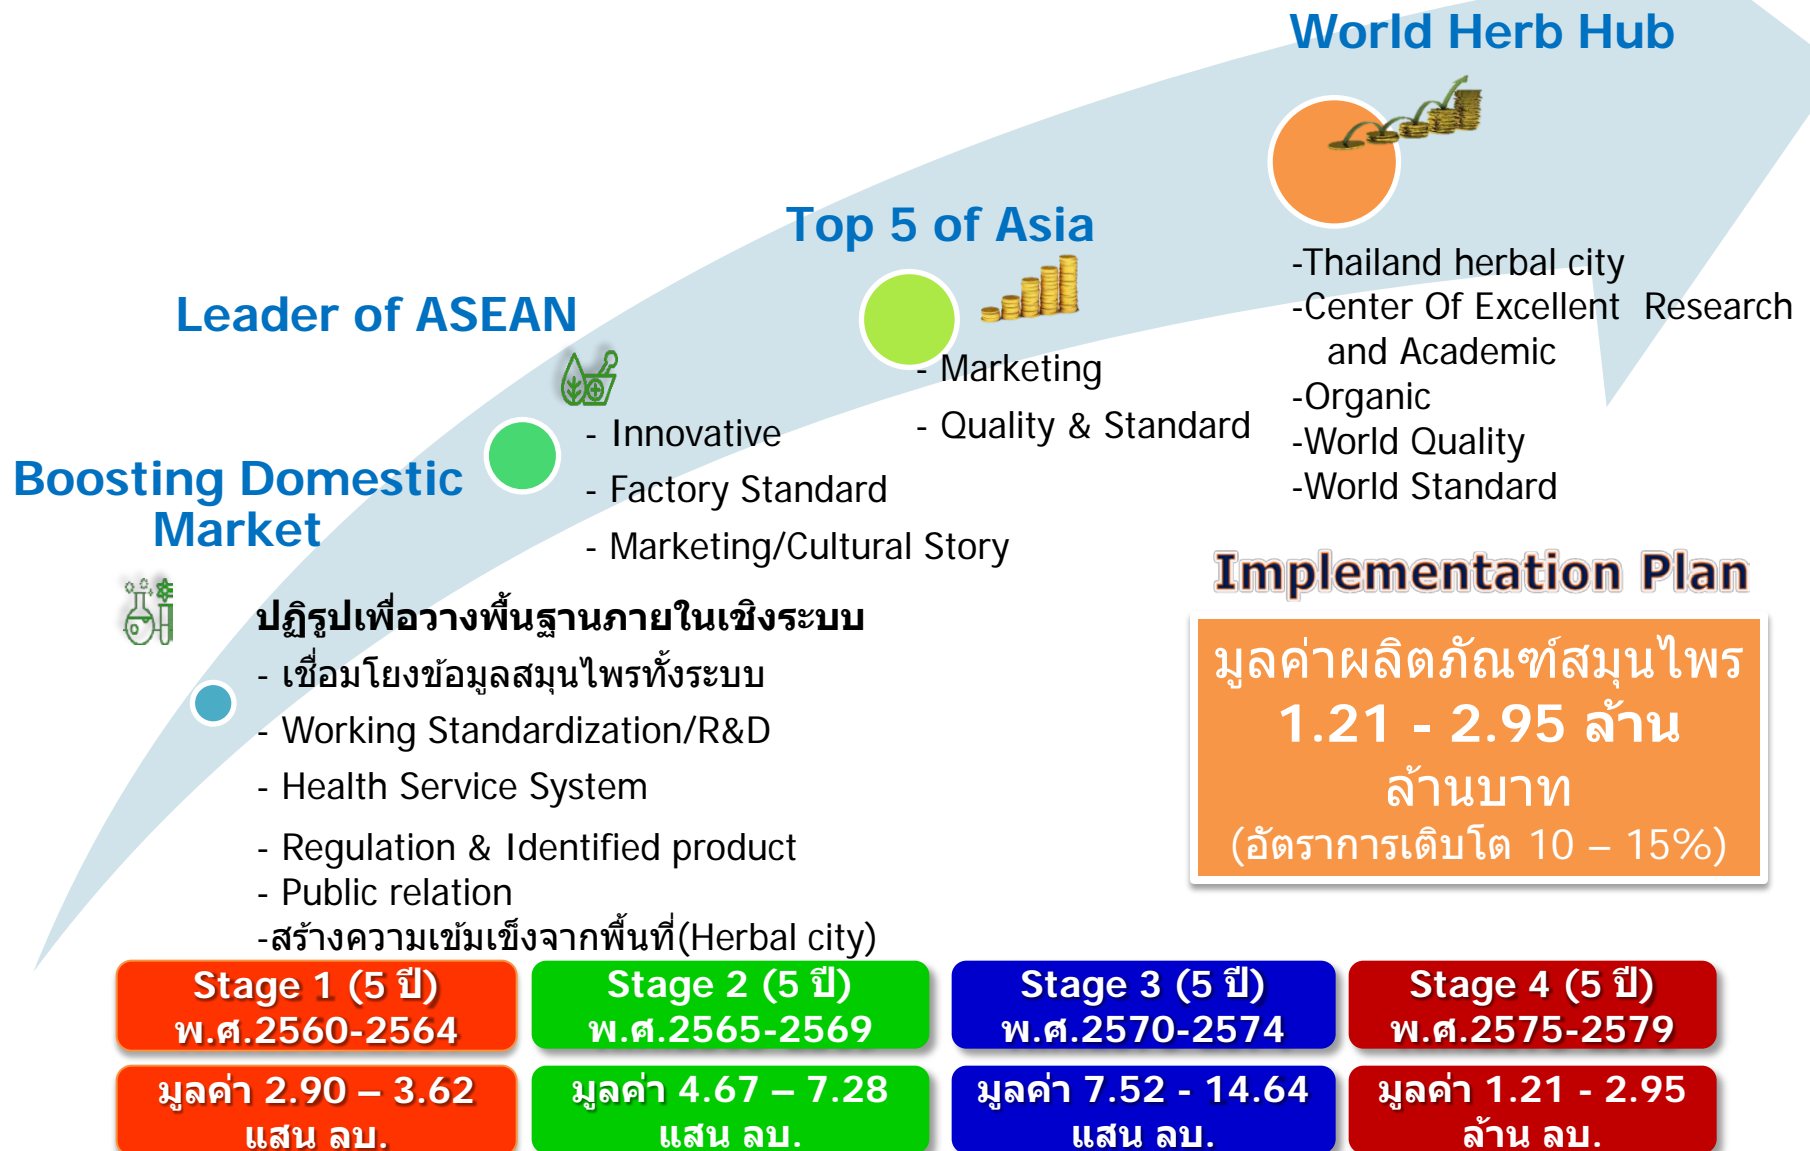 World Herb Hub
-Thailand herbal city
-Center Of Excellent Research
and Academic
-Organic
-World Quality
-World Standard
Top 5 of Asia
- Marketing
- Quality & Standard
Leader of ASEAN
- Innovative
- Factory Standard
- Marketing/Cultural Story
Boosting Domestic
Market
ปฏิรูปเพื่อวางพื้นฐานภายในเชิงระบบ
- เชื่อมโยงข้อมูลสมุนไพรทั้งระบบ
- Working Standardization/R&D
- Health Service System
- Regulation & Identified product
- Public relation
-สร้างความเข้มเข็งจากพื้นที่(Herbal city)
Implementation Plan
มูลค่าผลิตภัณฑ์สมุนไพร
1.21 - 2.95 ล้าน
ล้านบาท
(อัตราการเติบโต 10 – 15%)
Stage 1 (5 ปี)
พ.ศ.2560-2564
มูลค่า 2.90 – 3.62
แสน ลบ.
Stage 2 (5 ปี)
พ.ศ.2565-2569
มูลค่า 4.67 – 7.28
แสน ลบ.
Stage 3 (5 ปี)
พ.ศ.2570-2574
มูลค่า 7.52 - 14.64
แสน ลบ.
Stage 4 (5 ปี)
พ.ศ.2575-2579
มูลค่า 1.21 - 2.95
ล้าน ลบ.